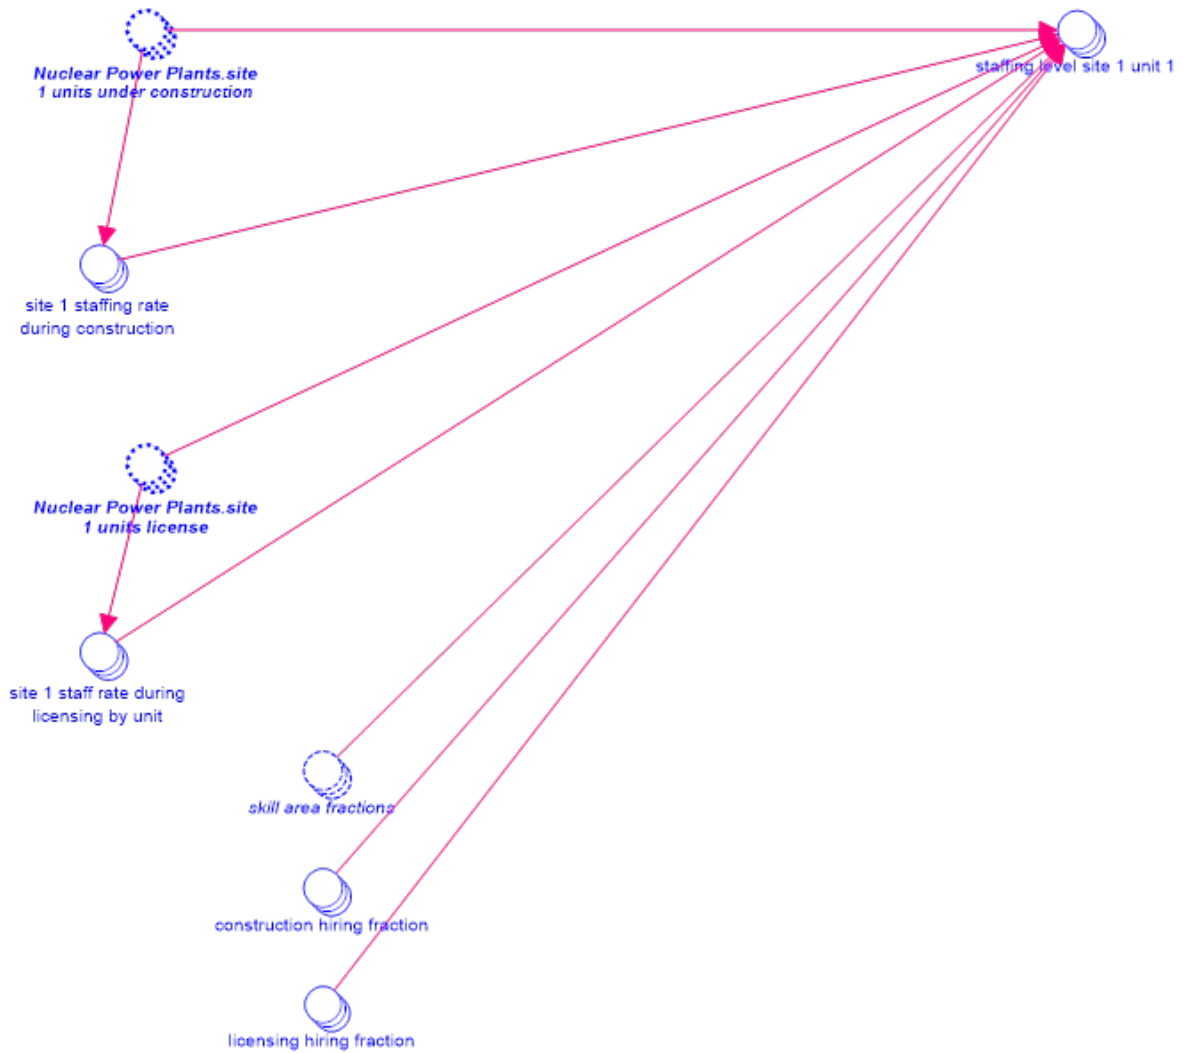 Nuclear Power Plants.site
1 units under construction
staffing level site 1 unit 1
site 1 staffing rate
during construction
Nuclear Power Plants.site
1 units license
site 1 staff rate during
licensing by unit
skill area fractions
construction hiring fraction
licensing hiring fraction